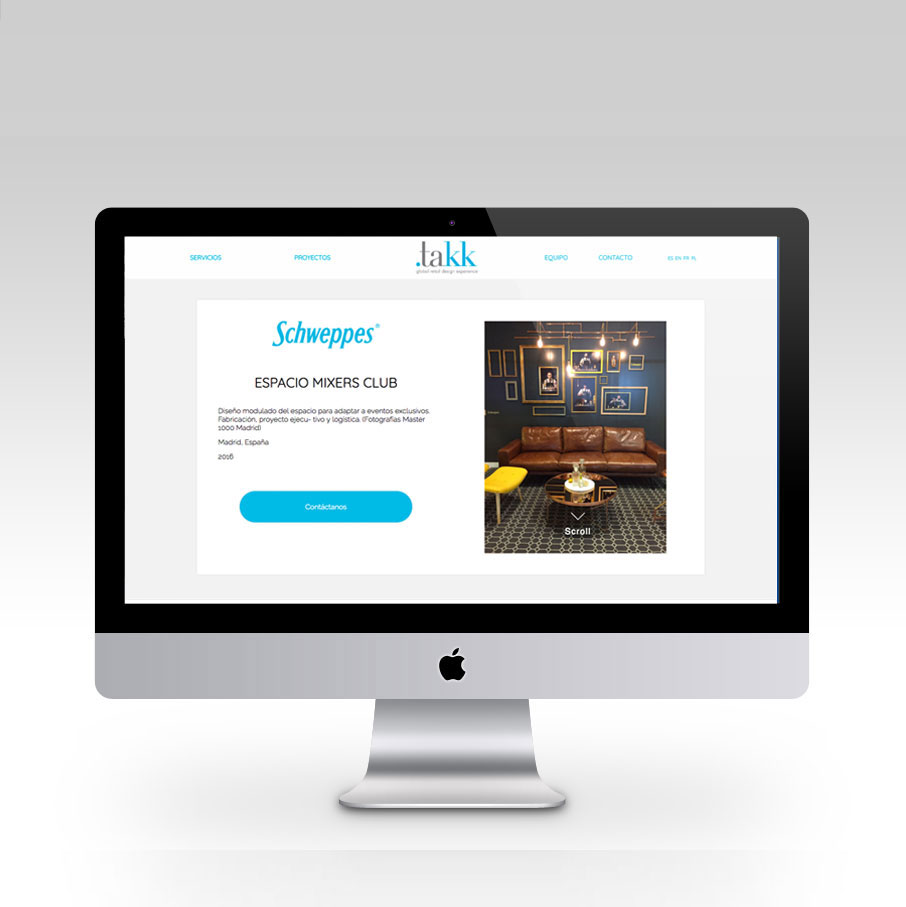 SERVICIOS
PROYECTOS
.takk
global retail design experience
EQUIPO
CONTACTO
ES EN FR PL
Schweppes®
ESPACIO MIXERS CLUB
Diseño modulado del espacio para adaptar a eventos exclusivos.
Fabricación, proyecto ejecu- tivo y logística. (Fotografías Master
1000 Madrid)
Madrid, España
2016
Contáctanos
Scroll